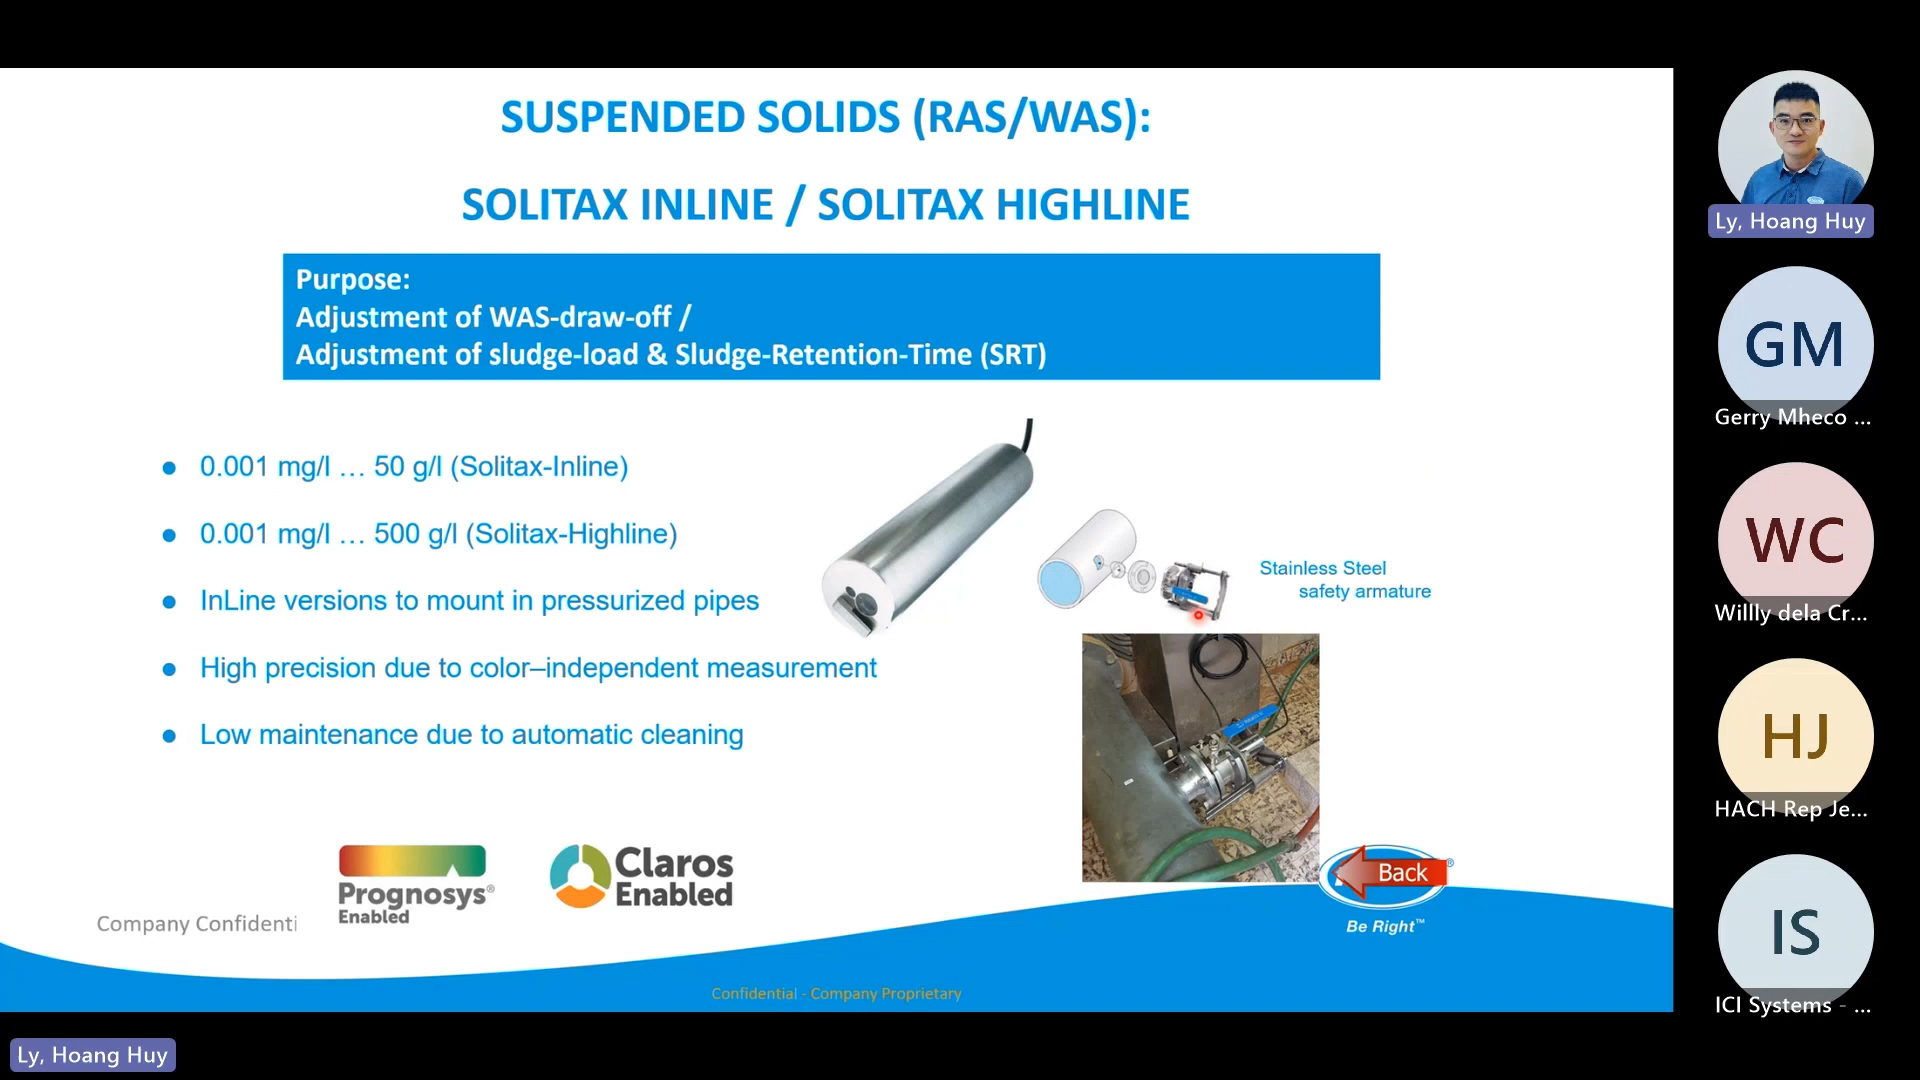 SUSPENDED SOLIDS (RAS/WAS):
SOLITAX INLINE / SOLITAX HIGHLINE
Purpose:
Adjustment of WAS-draw-off /
Adjustment of sludge-load & Sludge-Retention-Time (SRT)
● 0.001 mg/l … 50 g/l (Solitax-Inline)
● 0.001 mg/l … 500 g/l (Solitax-Highline)
● InLine versions to mount in pressurized pipes
● High precision due to color–independent measurement
● Low maintenance due to automatic cleaning
Stainless Steel
safety armature
Prognosys®
Enabled
Claros
Enabled
Company Confidenti
Back
®
Be Right™
Confidential - Company Proprietary
Ly, Hoang Huy
GM
Gerry Mheco ...
WC
Willly dela Cr...
HJ
HACH Rep Je...
IS
ICI Systems - ...
Ly, Hoang Huy